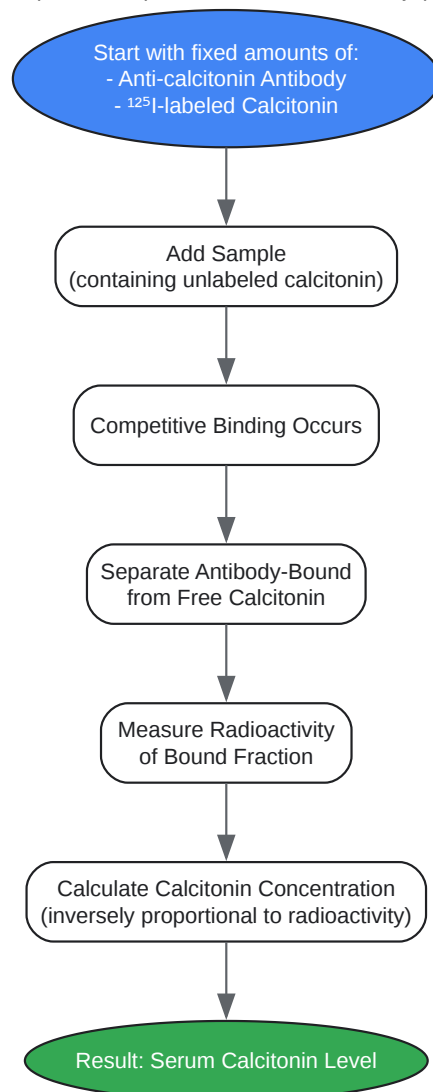 Start with fixed amounts of:
- Anti-calcitonin Antibody
- ¹²⁵I-labeled Calcitonin
Add Sample
(containing unlabeled calcitonin)
Competitive Binding Occurs
Separate Antibody-Bound
from Free Calcitonin
Measure Radioactivity
of Bound Fraction
Calculate Calcitonin Concentration
(inversely proportional to radioactivity)
Result: Serum Calcitonin Level